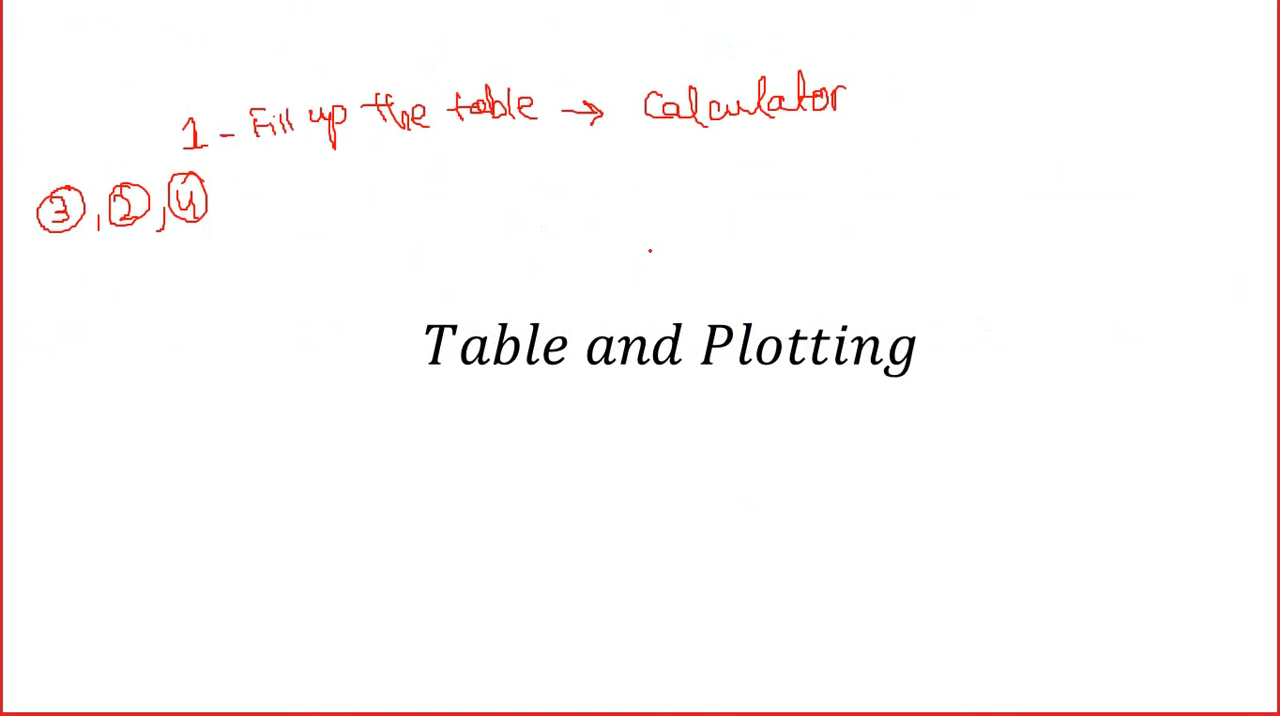 1 - Fill up the table → calculator
3, 2, 4
Table and Plotting